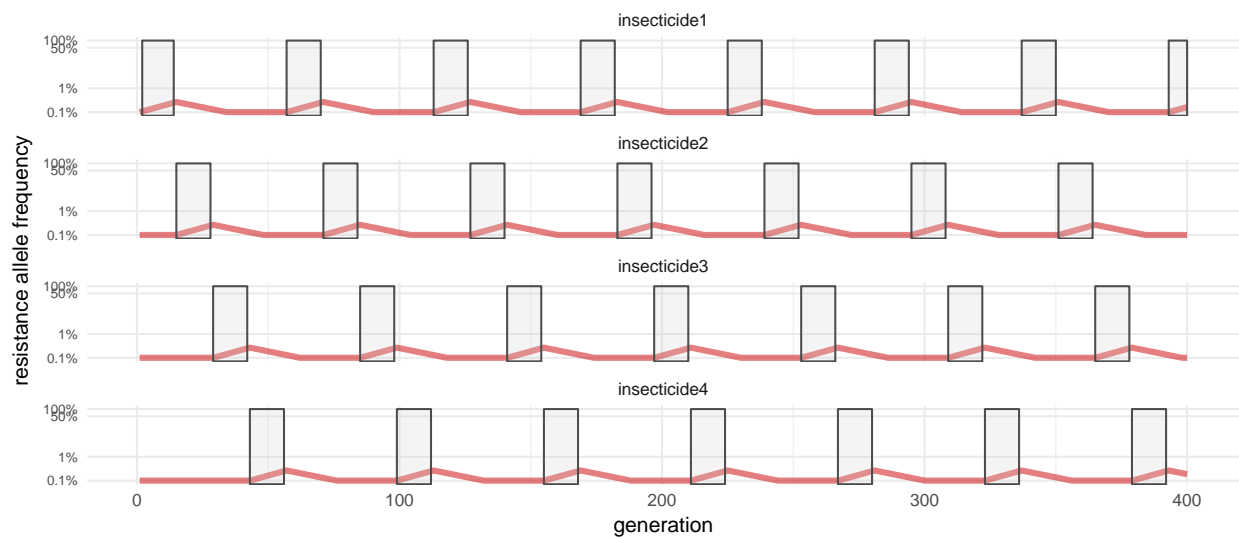 insecticide1
100%
50%
1%
0.1%
insecticide2
100%
50%
1%
0.1%
insecticide3
100%
50%
1%
0.1%
insecticide4
100%
50%
1%
0.1%
0 100 200 300 400
generation
resistance allele frequency